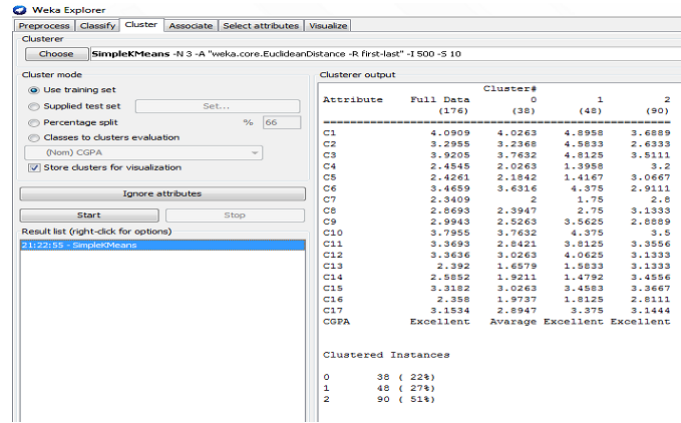 Weka Explorer
Preprocess Classify Cluster Associate Select attributes Visualize
Clusterer
Choose SimpleKMeans -N 3 -A "weka.core.EuclideanDistance -R first-last" -I 500 -S 10
Cluster mode
Use training set
Supplied test set Set...
Percentage split % 66
Classes to clusters evaluation
(Nom) CGPA
Store clusters for visualization
Ignore attributes
Start Stop
Result list (right-click for options)
21:22:55 - SimpleKMeans
Clusterer output
Cluster#
Attribute Full Data 0 1 2
(176) (38) (48) (90)
==========================================================
C1 4.0909 4.0263 4.8958 3.6889
C2 3.2955 3.2368 4.5833 2.6333
C3 3.9205 3.7632 4.8125 3.5111
C4 2.4545 2.0263 1.3958 3.2
C5 2.4261 2.1842 1.4167 3.0667
C6 3.4659 3.6316 4.375 2.9111
C7 2.3409 2 1.75 2.8
C8 2.8693 2.3947 2.75 3.1333
C9 2.9943 2.5263 3.5625 2.8889
C10 3.7955 3.7632 4.375 3.5
C11 3.3693 2.8421 3.8125 3.3556
C12 3.3636 3.0263 4.0625 3.1333
C13 2.392 1.6579 1.5833 3.1333
C14 2.5852 1.9211 1.4792 3.4556
C15 3.3182 3.0263 3.4583 3.3667
C16 2.358 1.9737 1.8125 2.8111
C17 3.1534 2.8947 3.375 3.1444
CGPA Excellent Avarage Excellent Excellent
Clustered Instances
0 38 ( 22%)
1 48 ( 27%)
2 90 ( 51%)